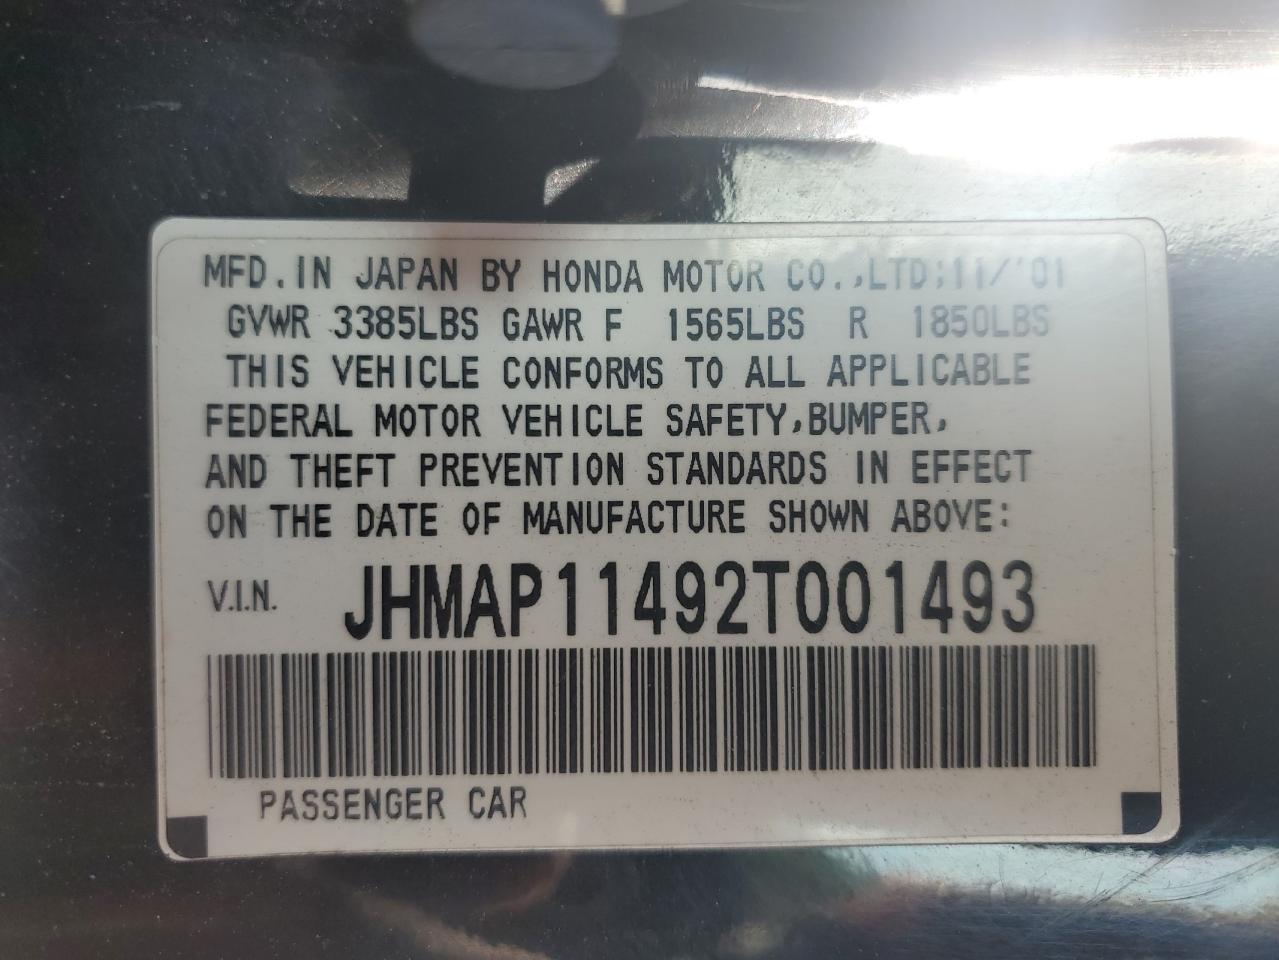 MFD.IN JAPAN BY HONDA MOTOR CO.,LTD;11/'01
GVWR 3385LBS GAWR F 1565LBS R 1850LBS
THIS VEHICLE CONFORMS TO ALL APPLICABLE
FEDERAL MOTOR VEHICLE SAFETY,BUMPER,
AND THEFT PREVENTION STANDARDS IN EFFECT
ON THE DATE OF MANUFACTURE SHOWN ABOVE:
V.I.N. JHMAP11492T001493
PASSENGER CAR